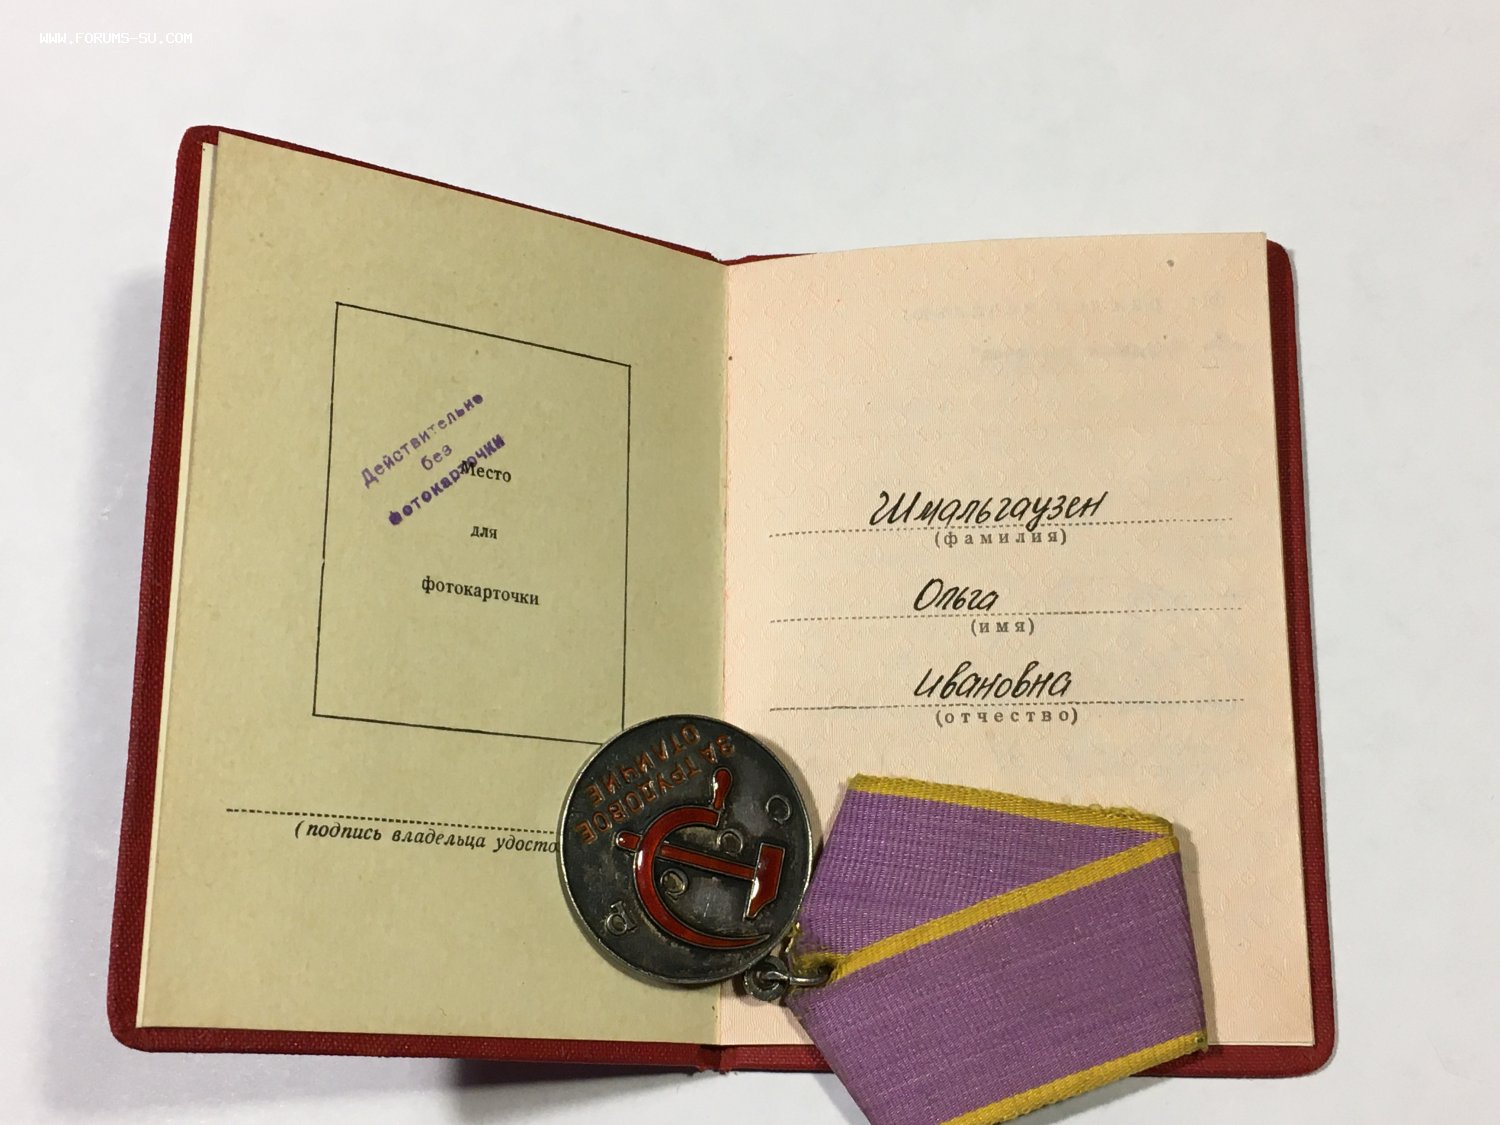 WWW.FORUMS-SU.COM
Действительно
без
фотокарточки
Место
для
фотокарточки
(подпись владельца удосто
Шмальгаузен
(фамилия)
Ольга
(имя)
Ивановна
(отчество)
ЗА ТРУДОВОЕ
ОТЛИЧИЕ
СССР